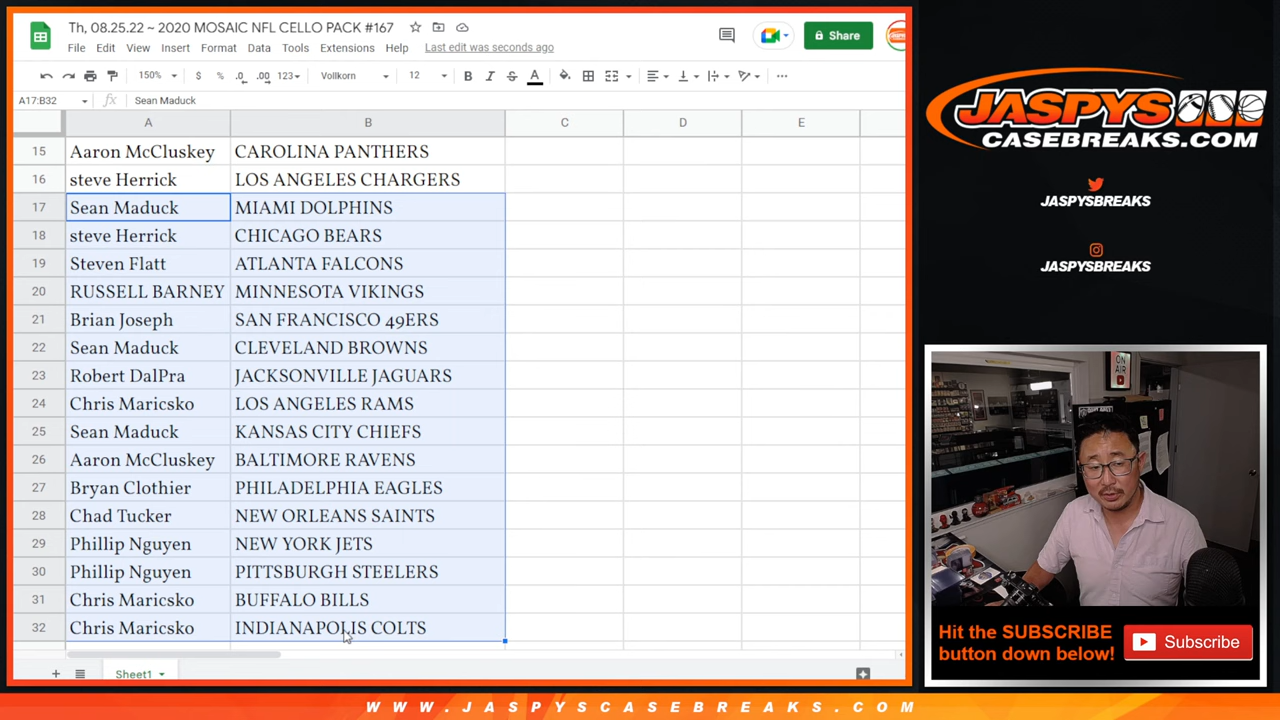 Th, 08.25.22 ~ 2020 MOSAIC NFL CELLO PACK #167
File Edit View Insert Format Data Tools Extensions Help Last edit was seconds ago
Share
150% $ % .0 .00 123 Vollkorn 12 B I S A
A17:B32 fx Sean Maduck
A B C D E
15 Aaron McCluskey CAROLINA PANTHERS
16 steve Herrick LOS ANGELES CHARGERS
17 Sean Maduck MIAMI DOLPHINS
18 steve Herrick CHICAGO BEARS
19 Steven Flatt ATLANTA FALCONS
20 RUSSELL BARNEY MINNESOTA VIKINGS
21 Brian Joseph SAN FRANCISCO 49ERS
22 Sean Maduck CLEVELAND BROWNS
23 Robert DalPra JACKSONVILLE JAGUARS
24 Chris Maricsko LOS ANGELES RAMS
25 Sean Maduck KANSAS CITY CHIEFS
26 Aaron McCluskey BALTIMORE RAVENS
27 Bryan Clothier PHILADELPHIA EAGLES
28 Chad Tucker NEW ORLEANS SAINTS
29 Phillip Nguyen NEW YORK JETS
30 Phillip Nguyen PITTSBURGH STEELERS
31 Chris Maricsko BUFFALO BILLS
32 Chris Maricsko INDIANAPOLIS COLTS
Sheet1
JASPYS
CASEBREAKS.COM
JASPYSBREAKS
JASPYSBREAKS
ON
AIR
Hit the SUBSCRIBE
button down below!
Subscribe
WWW.JASPYSCASEBREAKS.COM